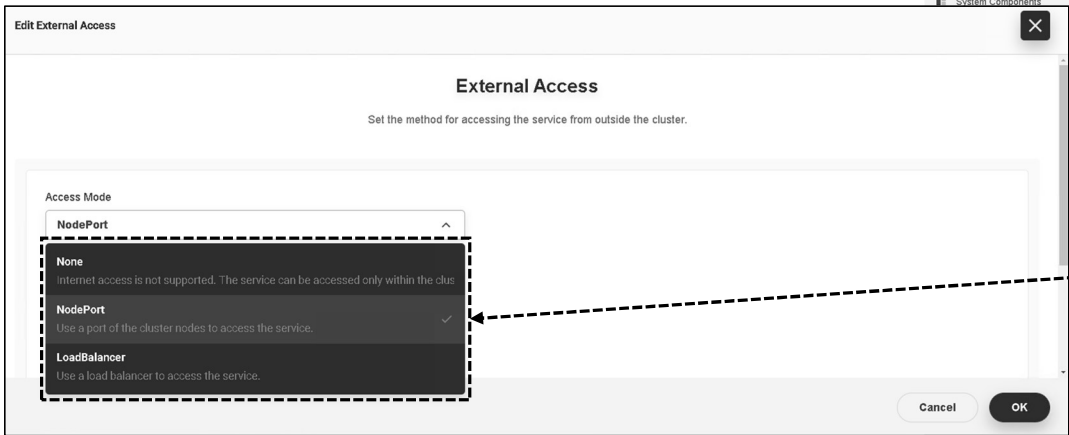 System Components
Edit External Access
External Access
Set the method for accessing the service from outside the cluster.
Access Mode
NodePort
None
Internet access is not supported. The service can be accessed only within the clus
NodePort
Use a port of the cluster nodes to access the service.
LoadBalancer
Use a load balancer to access the service.
Cancel
OK